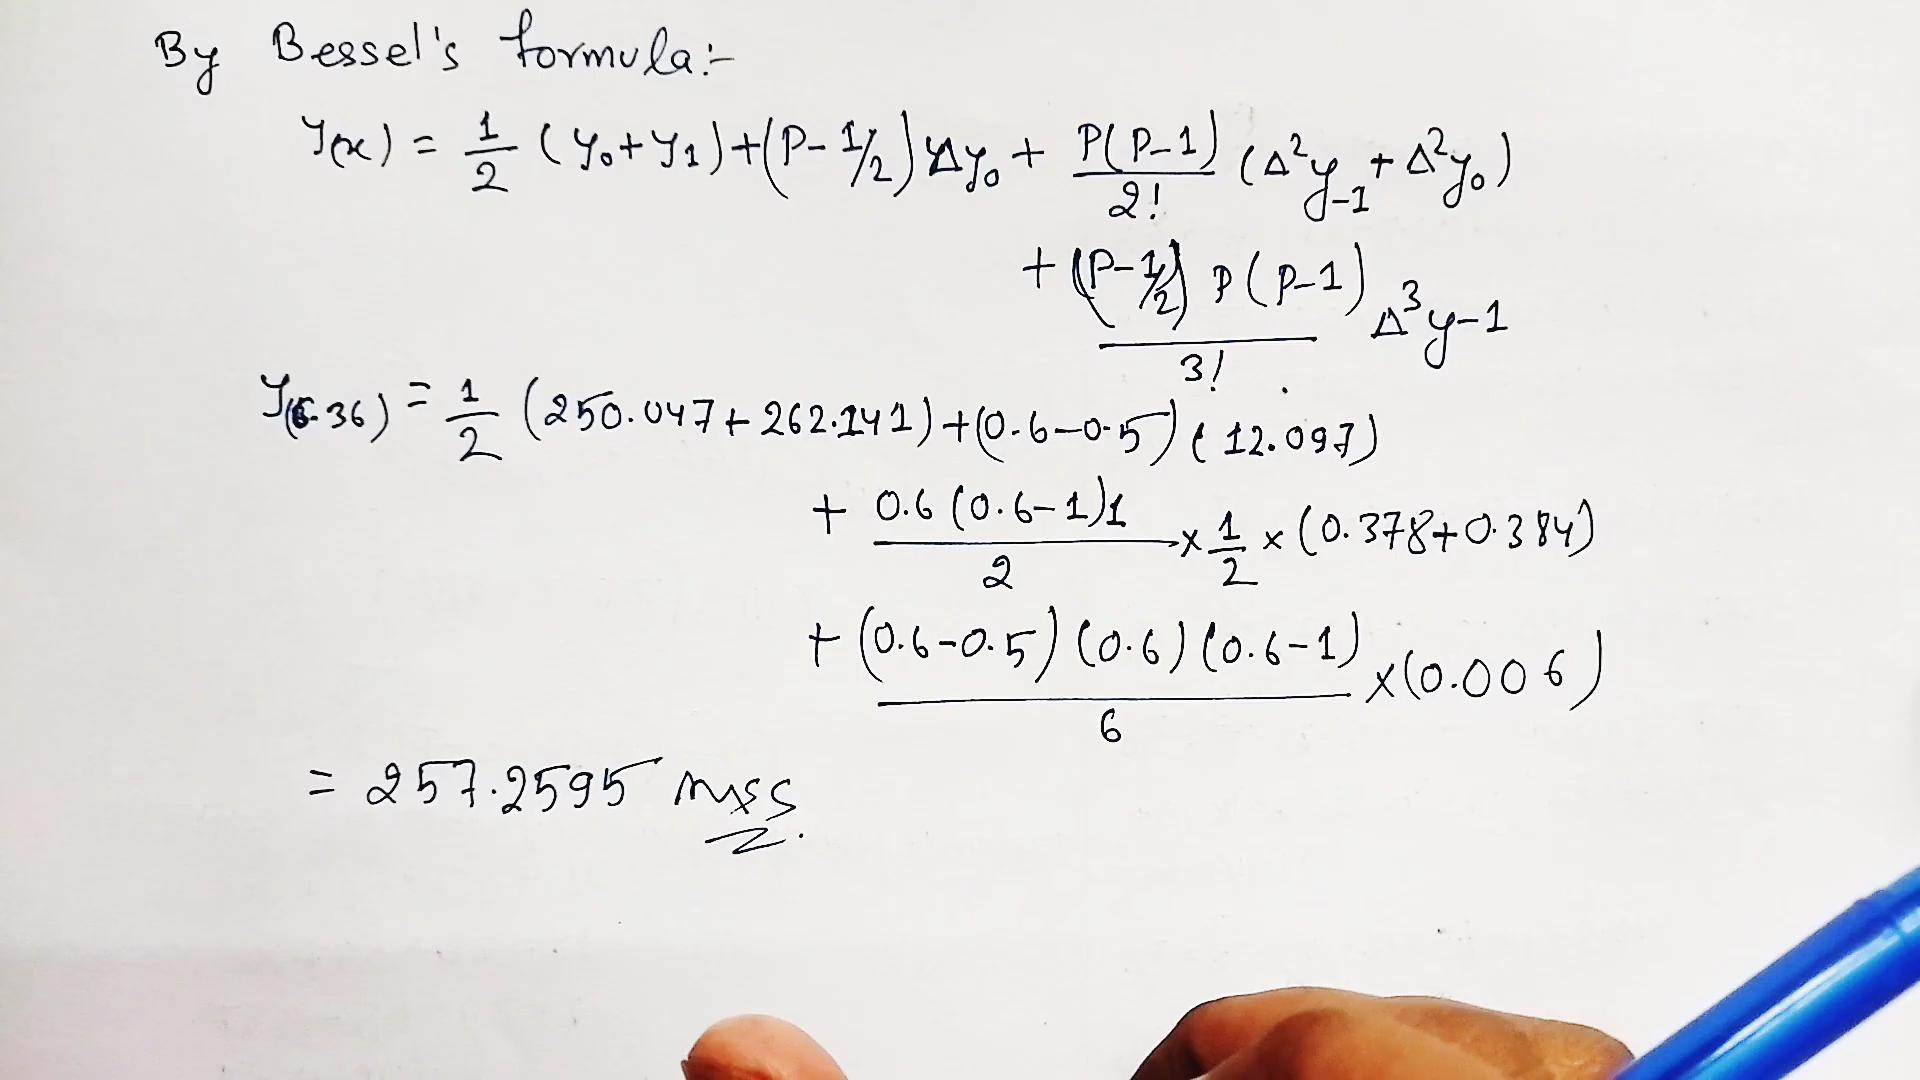 By Bessel's formula:-
y(x) = 1/2 (y₀+y₁)+(P-1/2) Δy₀ + P(P-1)/2! (Δ²y₋₁ + Δ²y₀)
+ (P-1/2) P(P-1)/3! Δ³y-1
y(6.36) = 1/2 (250.047+262.141)+(0.6-0.5) (12.097)
+ 0.6(0.6-1)1/2 × 1/2 × (0.378+0.384)
+ (0.6-0.5)(0.6)(0.6-1)/6 ×(0.006)
= 257.2595